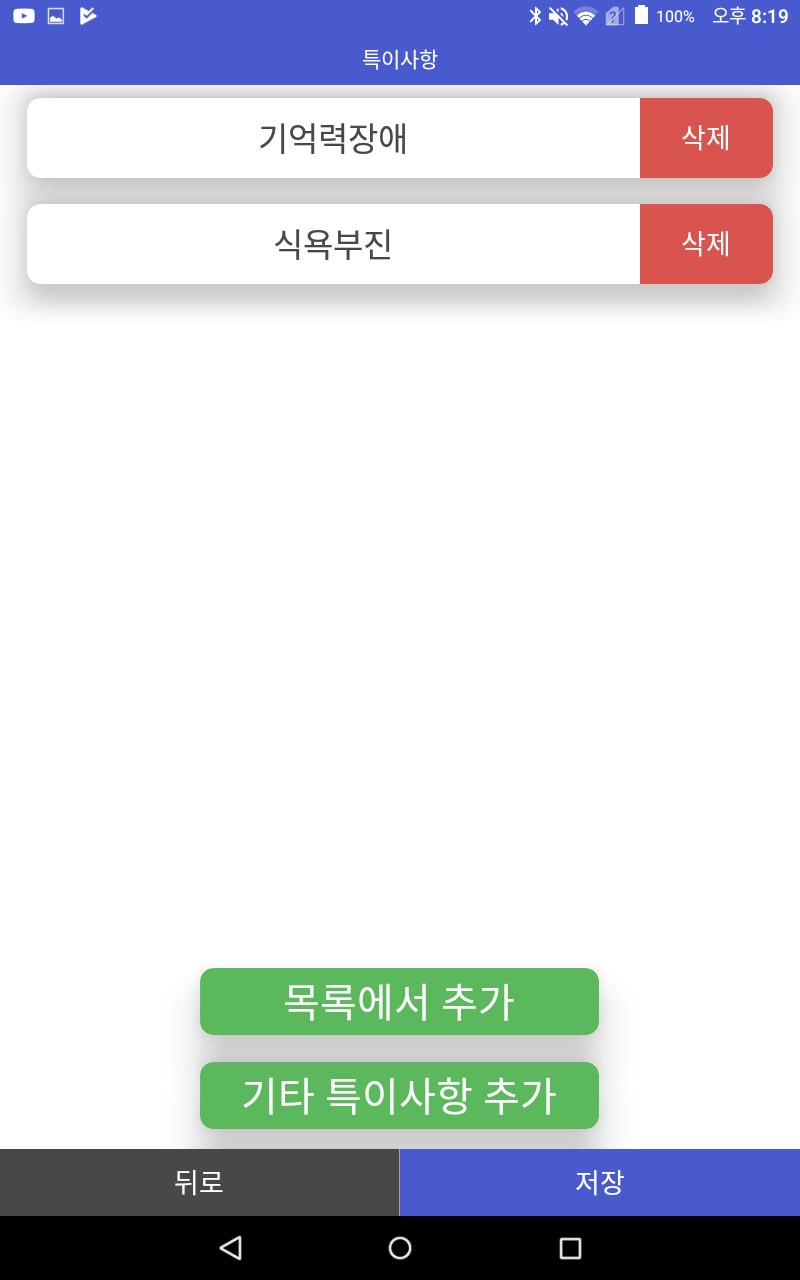 100% 오후 8:19
특이사항
기억력장애 삭제
식욕부진 삭제
목록에서 추가
기타 특이사항 추가
뒤로 저장